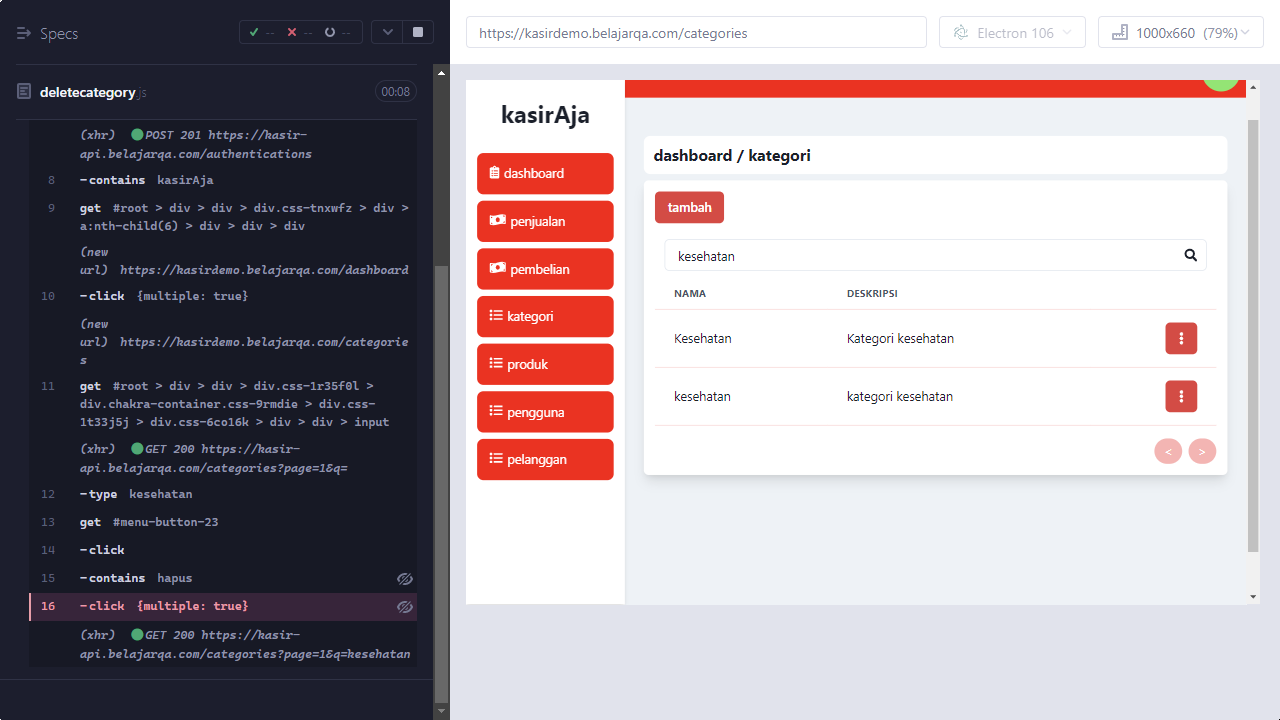 Specs
--
--
--
deletecategory.js
00:08
(xhr) POST 201 https://kasir-
api.belajarqa.com/authentications
8 -contains kasirAja
9 get #root > div > div > div.css-tnxwfz > div >
a:nth-child(6) > div > div > div
(new
url) https://kasirdemo.belajarqa.com/dashboard
10 -click {multiple: true}
(new
url) https://kasirdemo.belajarqa.com/categorie
s
11 get #root > div > div > div.css-1r35f0l >
div.chakra-container.css-9rmdie > div.css-
1t33j5j > div.css-6co16k > div > div > input
(xhr) GET 200 https://kasir-
api.belajarqa.com/categories?page=1&q=
12 -type kesehatan
13 get #menu-button-23
14 -click
15 -contains hapus
16 -click {multiple: true}
(xhr) GET 200 https://kasir-
api.belajarqa.com/categories?page=1&q=kesehatan
https://kasirdemo.belajarqa.com/categories
Electron 106
1000x660 (79%)
kasirAja
dashboard
penjualan
pembelian
kategori
produk
pengguna
pelanggan
dashboard / kategori
tambah
kesehatan
NAMA DESKRIPSI
Kesehatan Kategori kesehatan
kesehatan kategori kesehatan
< >